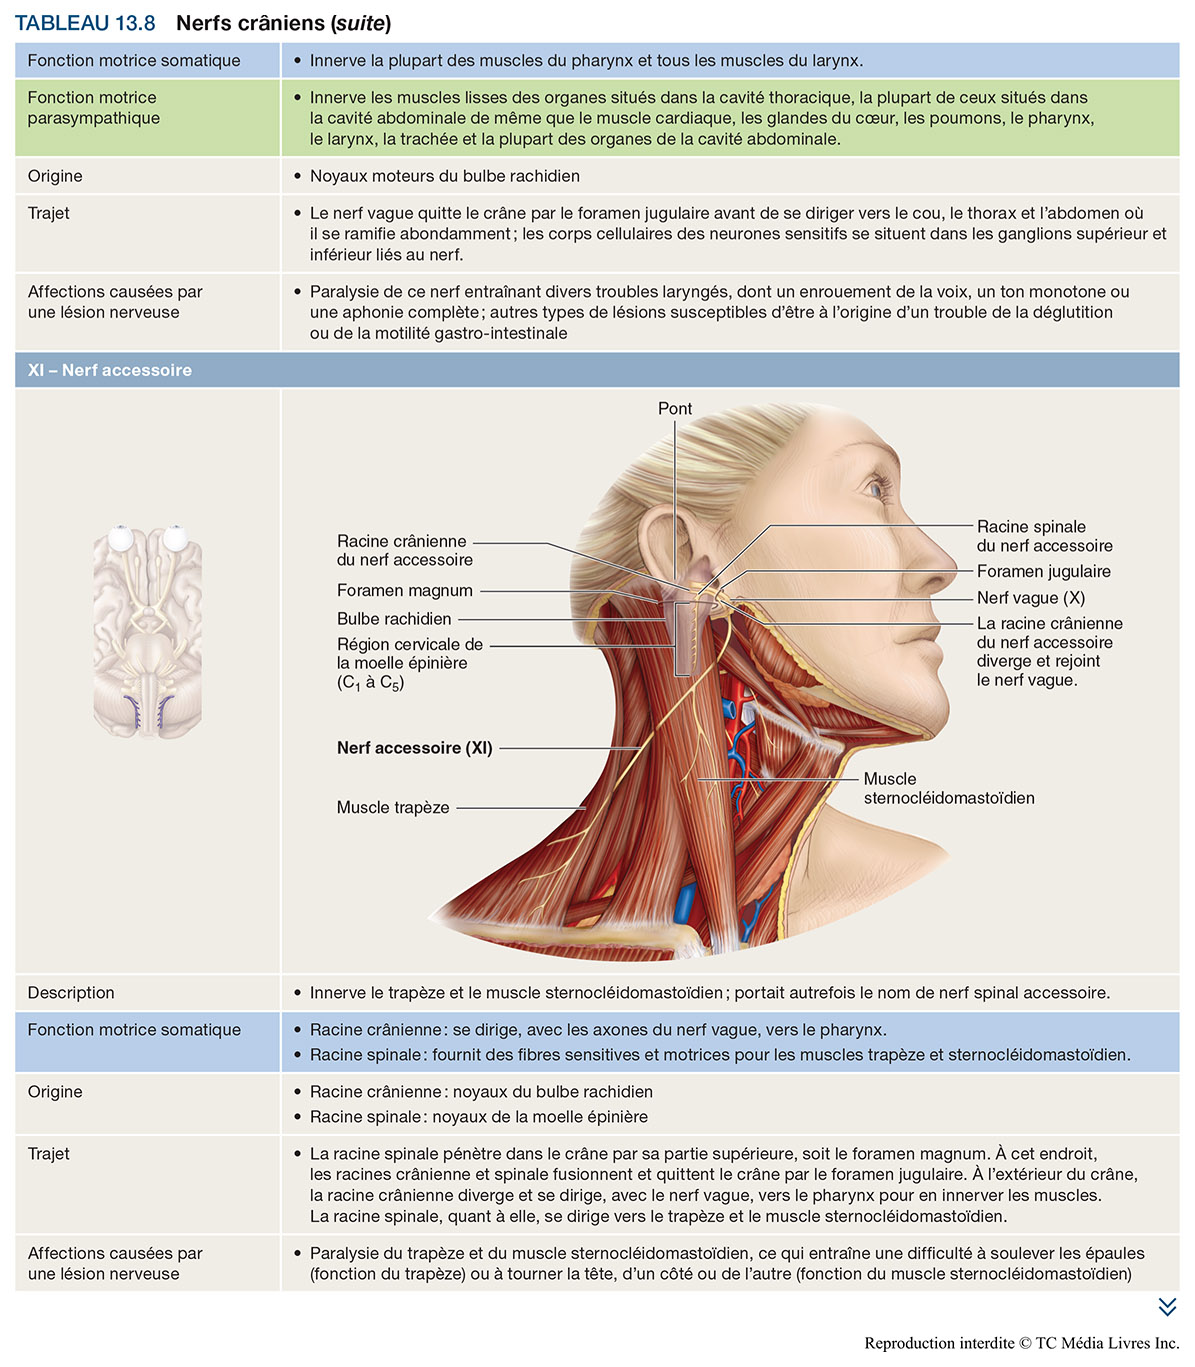 TABLEAU 13.8 Nerfs crâniens (suite)
Fonction motrice somatique
• Innerve la plupart des muscles du pharynx et tous les muscles du larynx.
Fonction motrice
parasympathique
• Innerve les muscles lisses des organes situés dans la cavité thoracique, la plupart de ceux situés dans
la cavité abdominale de même que le muscle cardiaque, les glandes du cœur, les poumons, le pharynx,
le larynx, la trachée et la plupart des organes de la cavité abdominale.
Origine
• Noyaux moteurs du bulbe rachidien
Trajet
• Le nerf vague quitte le crâne par le foramen jugulaire avant de se diriger vers le cou, le thorax et l’abdomen où
il se ramifie abondamment ; les corps cellulaires des neurones sensitifs se situent dans les ganglions supérieur et
inférieur liés au nerf.
Affections causées par
une lésion nerveuse
• Paralysie de ce nerf entraînant divers troubles laryngés, dont un enrouement de la voix, un ton monotone ou
une aphonie complète ; autres types de lésions susceptibles d’être à l’origine d’un trouble de la déglutition
ou de la motilité gastro-intestinale
XI – Nerf accessoire
Pont
Racine crânienne
du nerf accessoire
Foramen magnum
Bulbe rachidien
Région cervicale de
la moelle épinière
(C1 à C5)
Nerf accessoire (XI)
Muscle trapèze
Racine spinale
du nerf accessoire
Foramen jugulaire
Nerf vague (X)
La racine crânienne
du nerf accessoire
diverge et rejoint
le nerf vague.
Muscle
sternocléidomastoïdien
Description
• Innerve le trapèze et le muscle sternocléidomastoïdien ; portait autrefois le nom de nerf spinal accessoire.
Fonction motrice somatique
• Racine crânienne : se dirige, avec les axones du nerf vague, vers le pharynx.
• Racine spinale : fournit des fibres sensitives et motrices pour les muscles trapèze et sternocléidomastoïdien.
Origine
• Racine crânienne : noyaux du bulbe rachidien
• Racine spinale : noyaux de la moelle épinière
Trajet
• La racine spinale pénètre dans le crâne par sa partie supérieure, soit le foramen magnum. À cet endroit,
les racines crânienne et spinale fusionnent et quittent le crâne par le foramen jugulaire. À l’extérieur du crâne,
la racine crânienne diverge et se dirige, avec le nerf vague, vers le pharynx pour en innerver les muscles.
La racine spinale, quant à elle, se dirige vers le trapèze et le muscle sternocléidomastoïdien.
Affections causées par
une lésion nerveuse
• Paralysie du trapèze et du muscle sternocléidomastoïdien, ce qui entraîne une difficulté à soulever les épaules
(fonction du trapèze) ou à tourner la tête, d’un côté ou de l’autre (fonction du muscle sternocléidomastoïdien)
Reproduction interdite © TC Média Livres Inc.